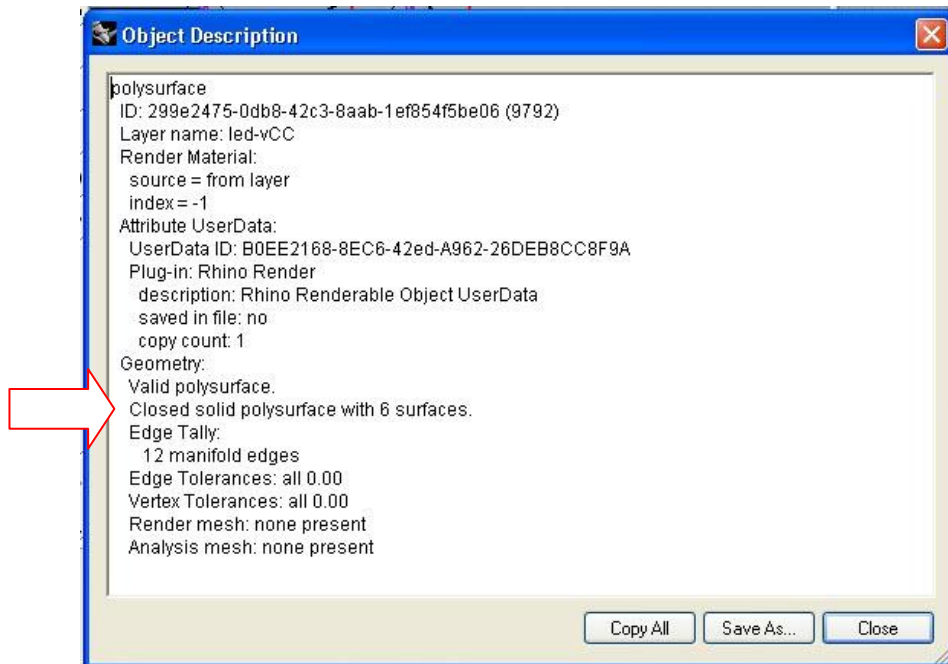 Object Description
polysurface
ID: 299e2475-0db8-42c3-8aab-1ef854f5be06 (9792)
Layer name: led-vCC
Render Material:
source = from layer
index = -1
Attribute UserData:
UserData ID: B0EE2168-8EC6-42ed-A962-26DEB8CC8F9A
Plug-in: Rhino Render
description: Rhino Renderable Object UserData
saved in file: no
copy count: 1
Geometry:
Valid polysurface.
Closed solid polysurface with 6 surfaces.
Edge Tally:
12 manifold edges
Edge Tolerances: all 0.00
Vertex Tolerances: all 0.00
Render mesh: none present
Analysis mesh: none present
Copy All Save As... Close